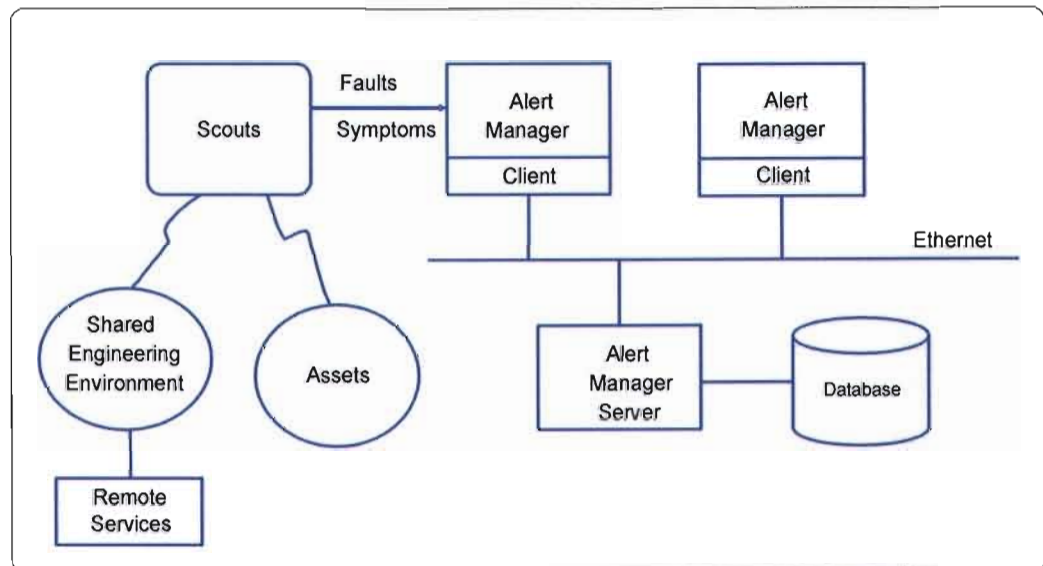 Scouts
Faults
Symptoms
Alert
Manager
Client
Alert
Manager
Client
Ethernet
Shared
Engineering
Environment
Assets
Alert
Manager
Server
Database
Remote
Services